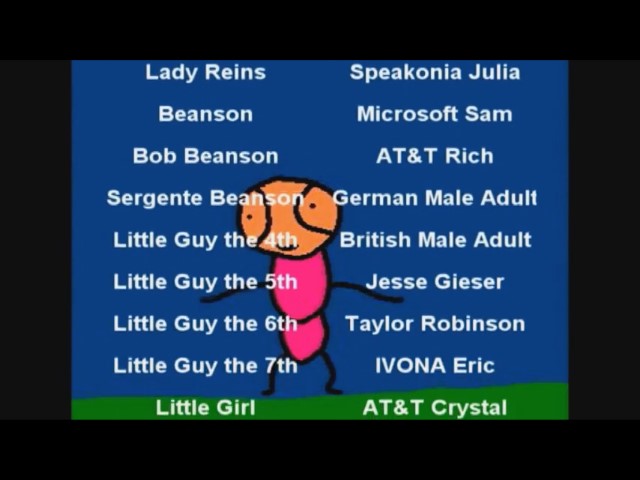 Lady Reins Speakonia Julia
Beanson Microsoft Sam
Bob Beanson AT&T Rich
Sergente Beanson German Male Adult
Little Guy the 4th British Male Adult
Little Guy the 5th Jesse Gieser
Little Guy the 6th Taylor Robinson
Little Guy the 7th IVONA Eric
Little Girl AT&T Crystal